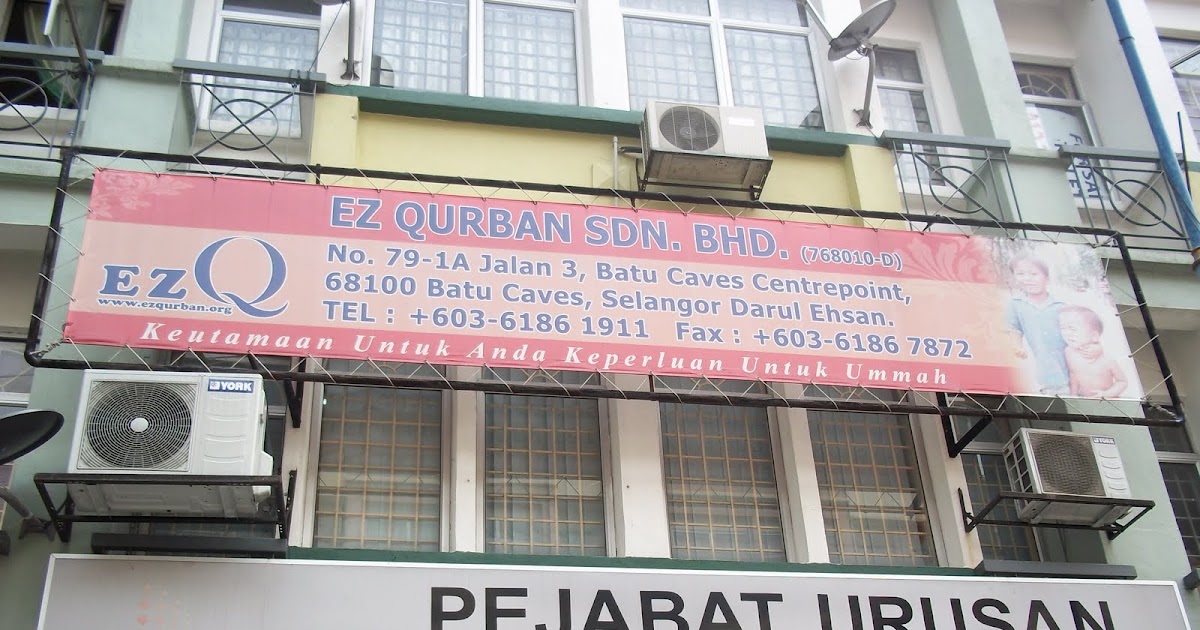 EZ QURBAN SDN. BHD. (768010-D)
No. 79-1A Jalan 3, Batu Caves Centrepoint,
68100 Batu Caves, Selangor Darul Ehsan.
TEL : +603-6186 1911 Fax : +603-6186 7872
EZQ
www.ezqurban.org
Keutamaan Untuk Anda Keperluan Untuk Ummah
YORK
YORK
PEJABAT URUSAN